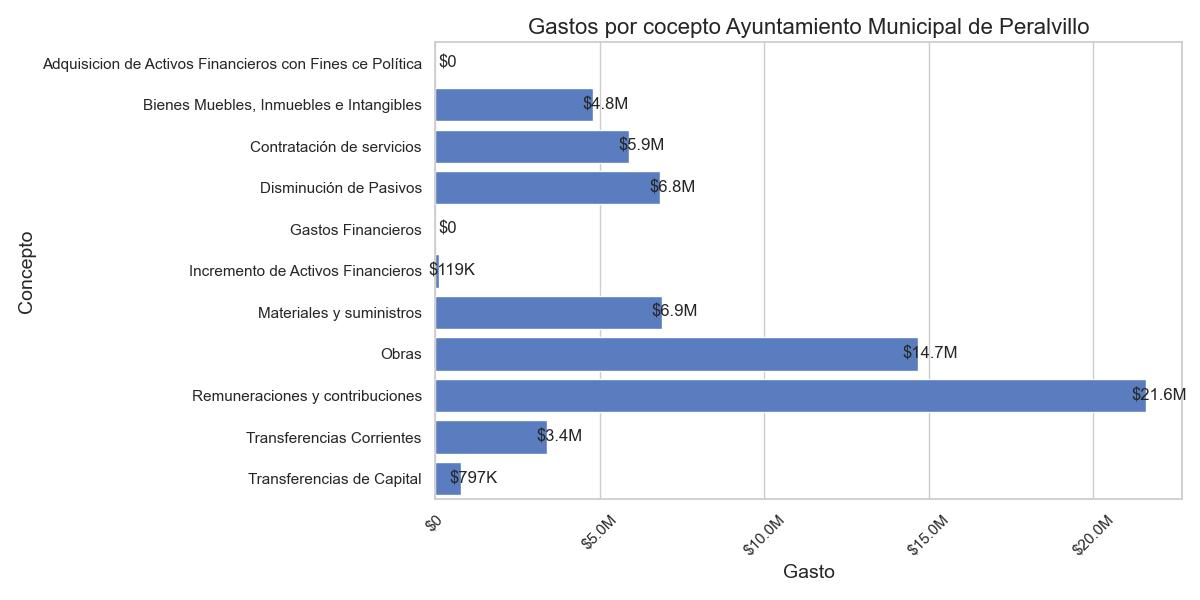 Gastos por cocepto Ayuntamiento Municipal de Peralvillo
Concepto
Adquisicion de Activos Financieros con Fines ce Política $0
Bienes Muebles, Inmuebles e Intangibles $4.8M
Contratación de servicios $5.9M
Disminución de Pasivos $6.8M
Gastos Financieros $0
Incremento de Activos Financieros $119K
Materiales y suministros $6.9M
Obras $14.7M
Remuneraciones y contribuciones $21.6M
Transferencias Corrientes $3.4M
Transferencias de Capital $797K
$0 $5.0M $10.0M $15.0M $20.0M
Gasto